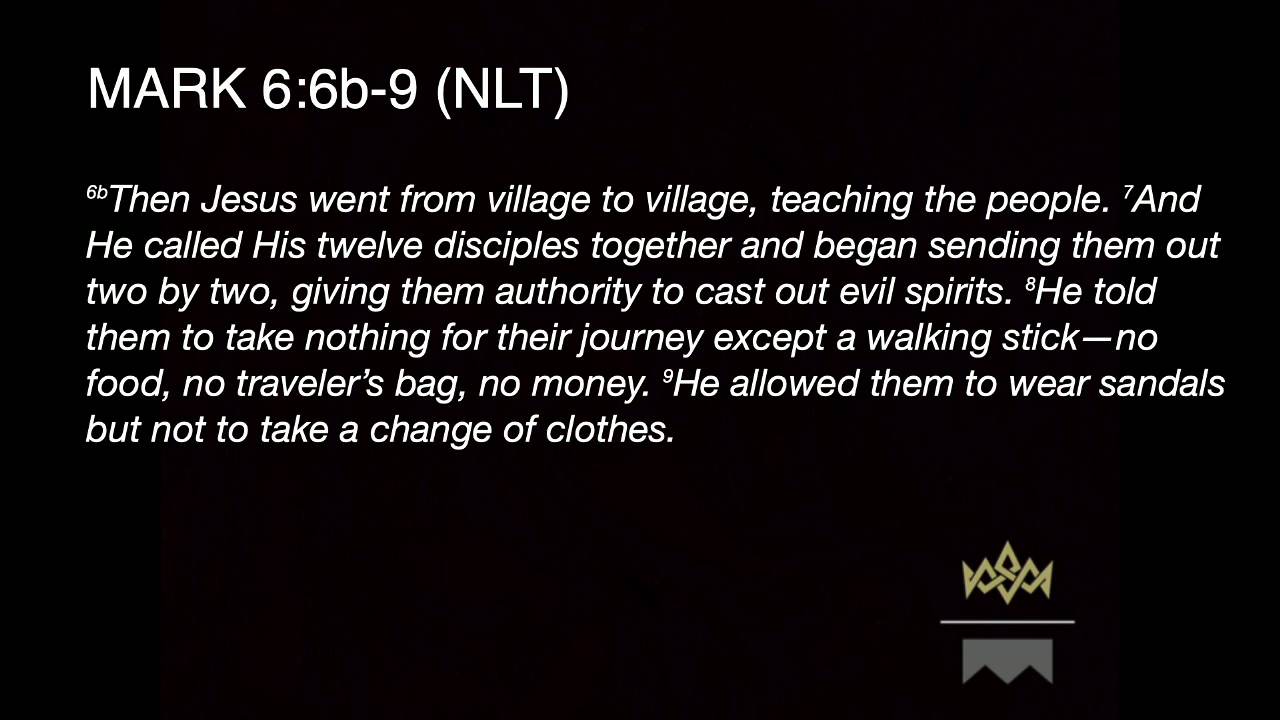 MARK 6:6b-9 (NLT)
6bThen Jesus went from village to village, teaching the people. 7And
He called His twelve disciples together and began sending them out
two by two, giving them authority to cast out evil spirits. 8He told
them to take nothing for their journey except a walking stick—no
food, no traveler’s bag, no money. 9He allowed them to wear sandals
but not to take a change of clothes.